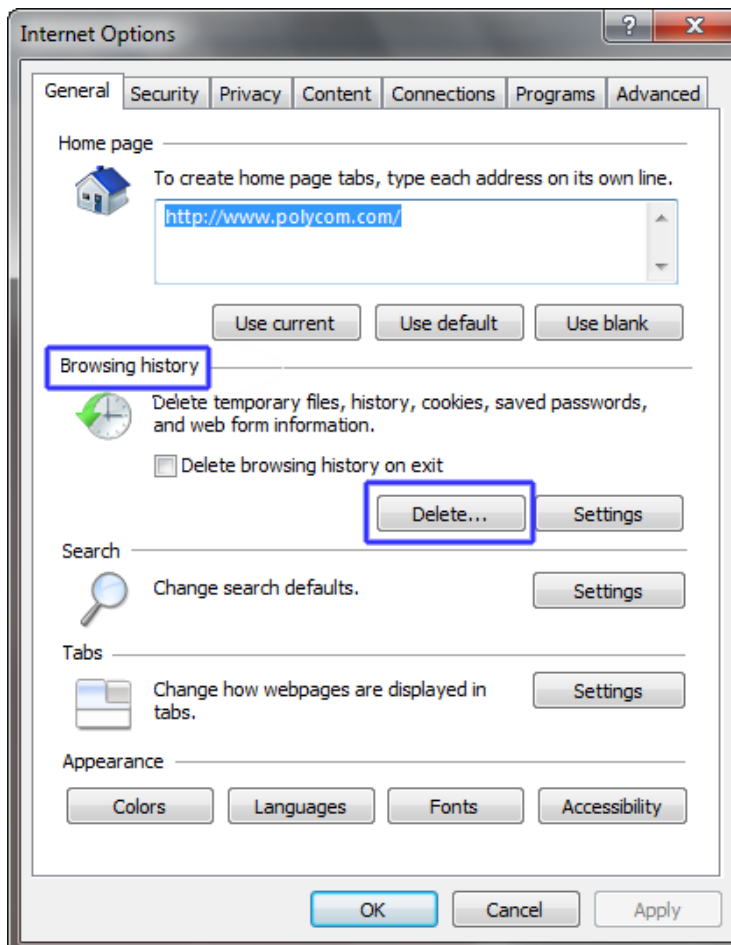 Internet Options
?
X
General Security Privacy Content Connections Programs Advanced
Home page
To create home page tabs, type each address on its own line.
http://www.polycom.com/
Use current Use default Use blank
Browsing history
Delete temporary files, history, cookies, saved passwords,
and web form information.
Delete browsing history on exit
Delete... Settings
Search
Change search defaults. Settings
Tabs
Change how webpages are displayed in
tabs.
Settings
Appearance
Colors Languages Fonts Accessibility
OK Cancel Apply